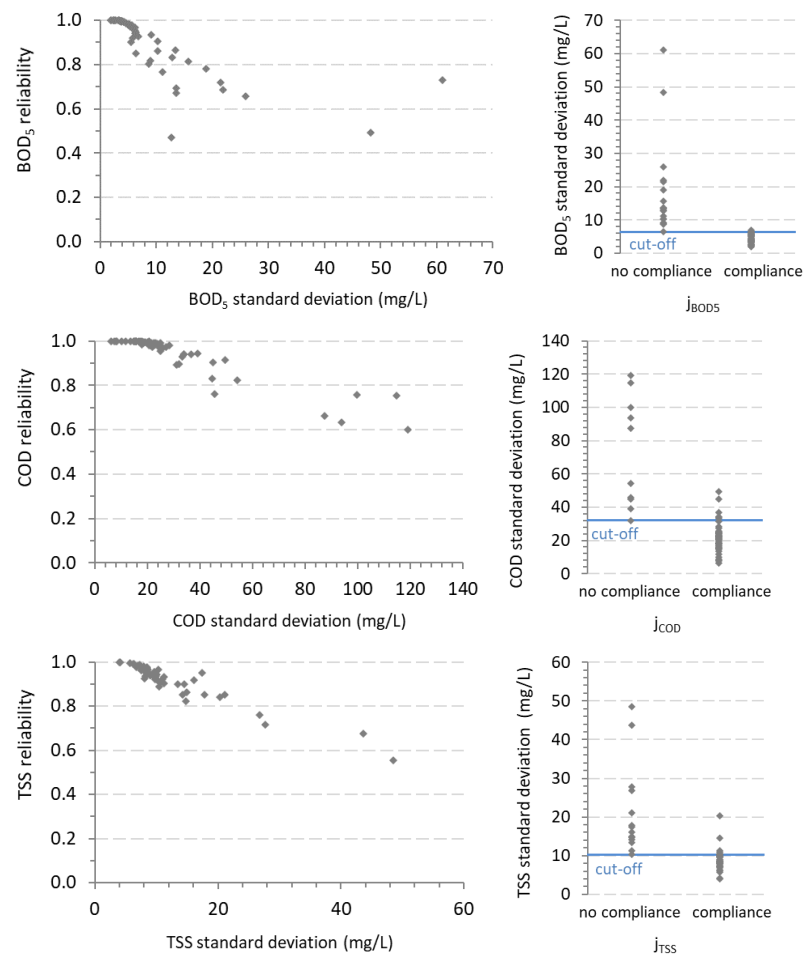 BOD5 reliability
1.0
0.8
0.6
0.4
0.2
0.0
0 10 20 30 40 50 60 70
BOD5 standard deviation (mg/L)
BOD5 standard deviation (mg/L)
70
60
50
40
30
20
10
0
cut-off
no compliance compliance
jBOD5
COD reliability
1.0
0.8
0.6
0.4
0.2
0.0
0 20 40 60 80 100 120 140
COD standard deviation (mg/L)
COD standard deviation (mg/L)
140
120
100
80
60
40
20
0
cut-off
no compliance compliance
jCOD
TSS reliability
1.0
0.8
0.6
0.4
0.2
0.0
0 20 40 60
TSS standard deviation (mg/L)
TSS standard deviation (mg/L)
60
50
40
30
20
10
0
cut-off
no compliance compliance
jTSS